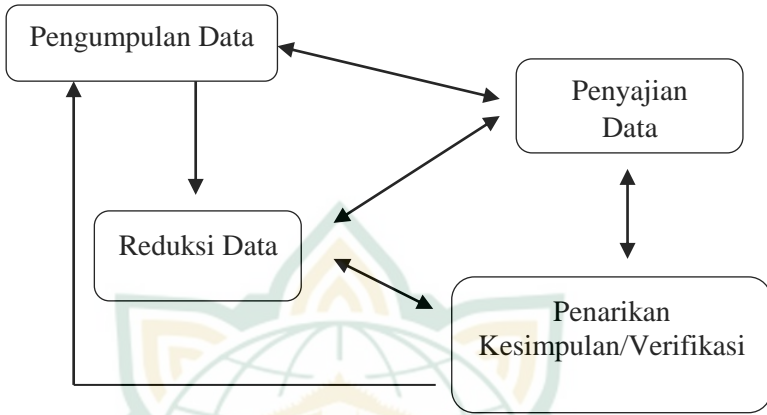 Pengumpulan Data
Penyajian
Data
Reduksi Data
Penarikan
Kesimpulan/Verifikasi